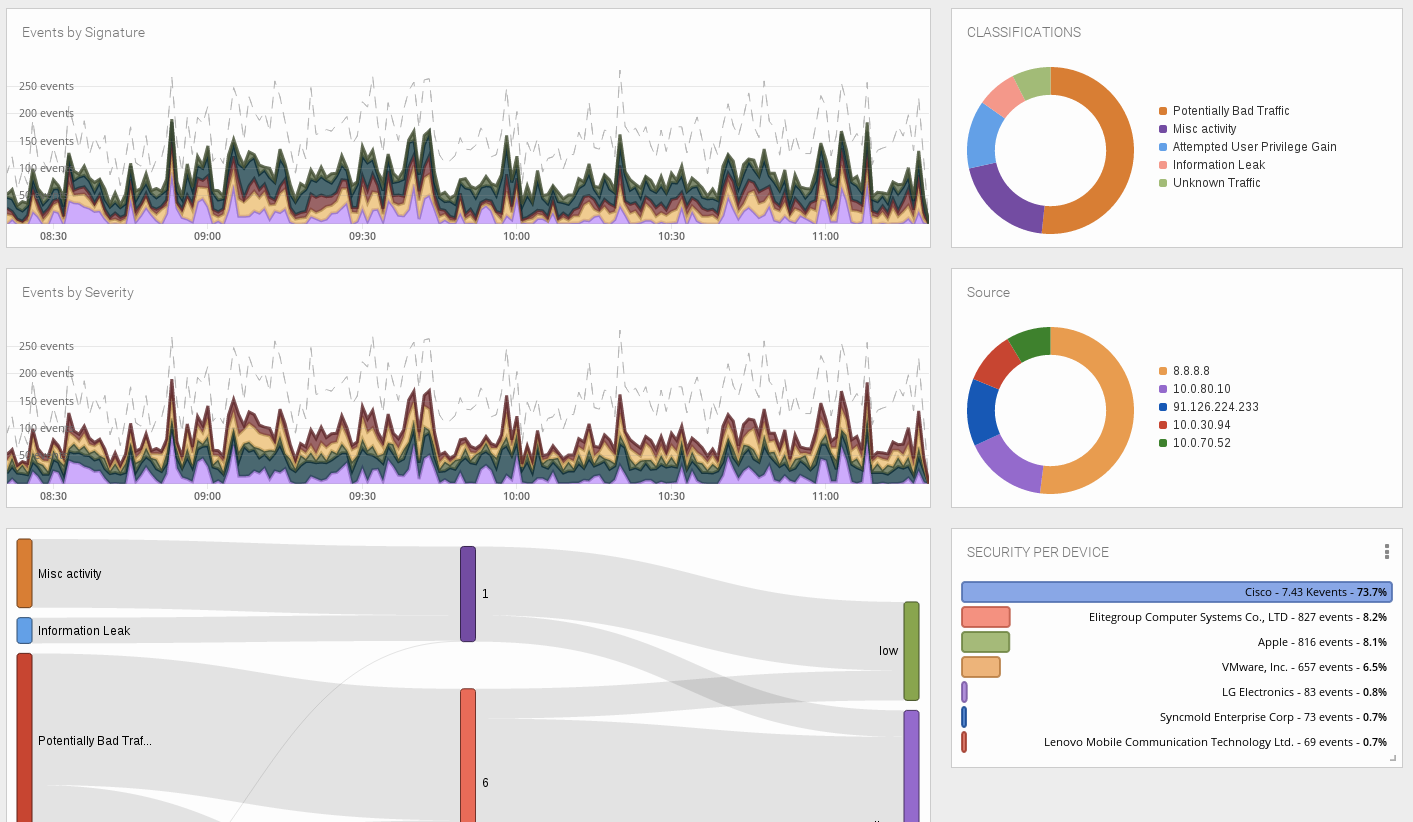 Events by Signature
250 events
200 events
150 events
100 events
08:30 09:00 09:30 10:00 10:30 11:00
CLASSIFICATIONS
Potentially Bad Traffic
Misc activity
Attempted User Privilege Gain
Information Leak
Unknown Traffic
Events by Severity
250 events
200 events
150 events
100 events
08:30 09:00 09:30 10:00 10:30 11:00
Source
8.8.8.8
10.0.80.10
91.126.224.233
10.0.30.94
10.0.70.52
Misc activity
Information Leak
Potentially Bad Traf...
1
6
low
SECURITY PER DEVICE
Cisco - 7.43 Kevents - 73.7%
Elitegroup Computer Systems Co., LTD - 827 events - 8.2%
Apple - 816 events - 8.1%
VMware, Inc. - 657 events - 6.5%
LG Electronics - 83 events - 0.8%
Syncmold Enterprise Corp - 73 events - 0.7%
Lenovo Mobile Communication Technology Ltd. - 69 events - 0.7%